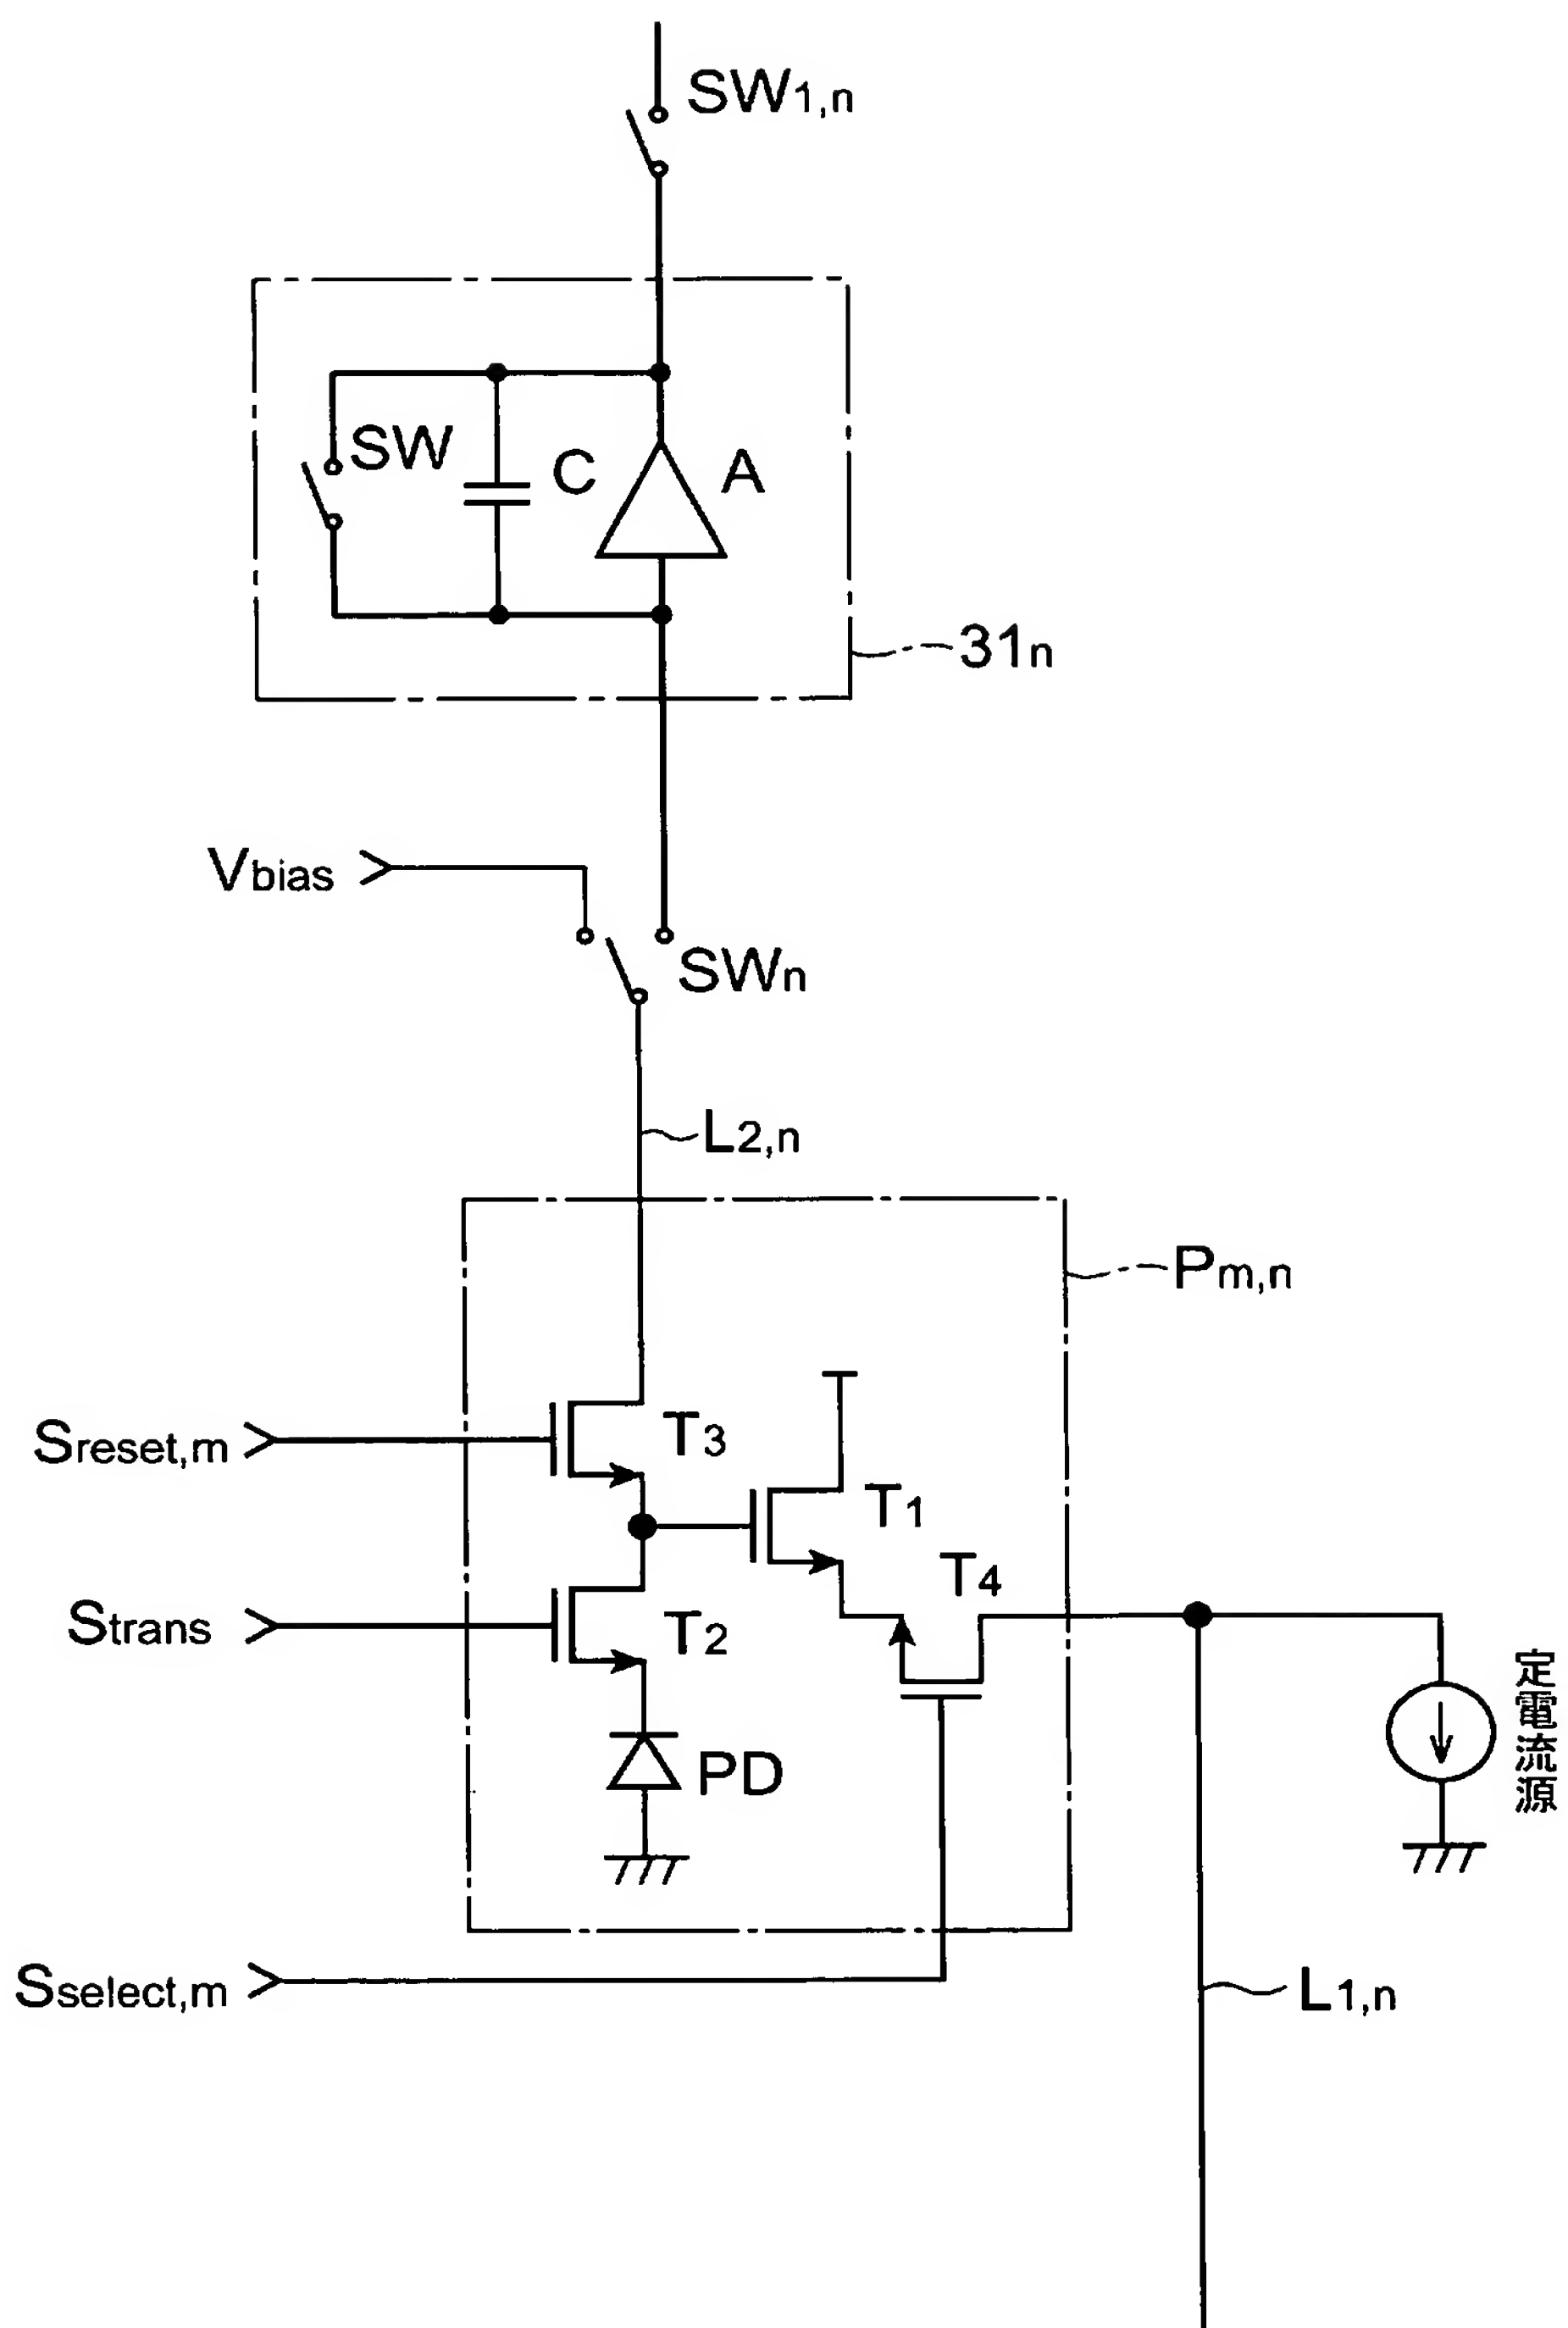 SW1,n
SW
C
A
31n
Vbias
SWn
L2,n
Pm,n
Sreset,m
T3
T1
T4
Strans
T2
定電流源
PD
Sselect,m
L1,n